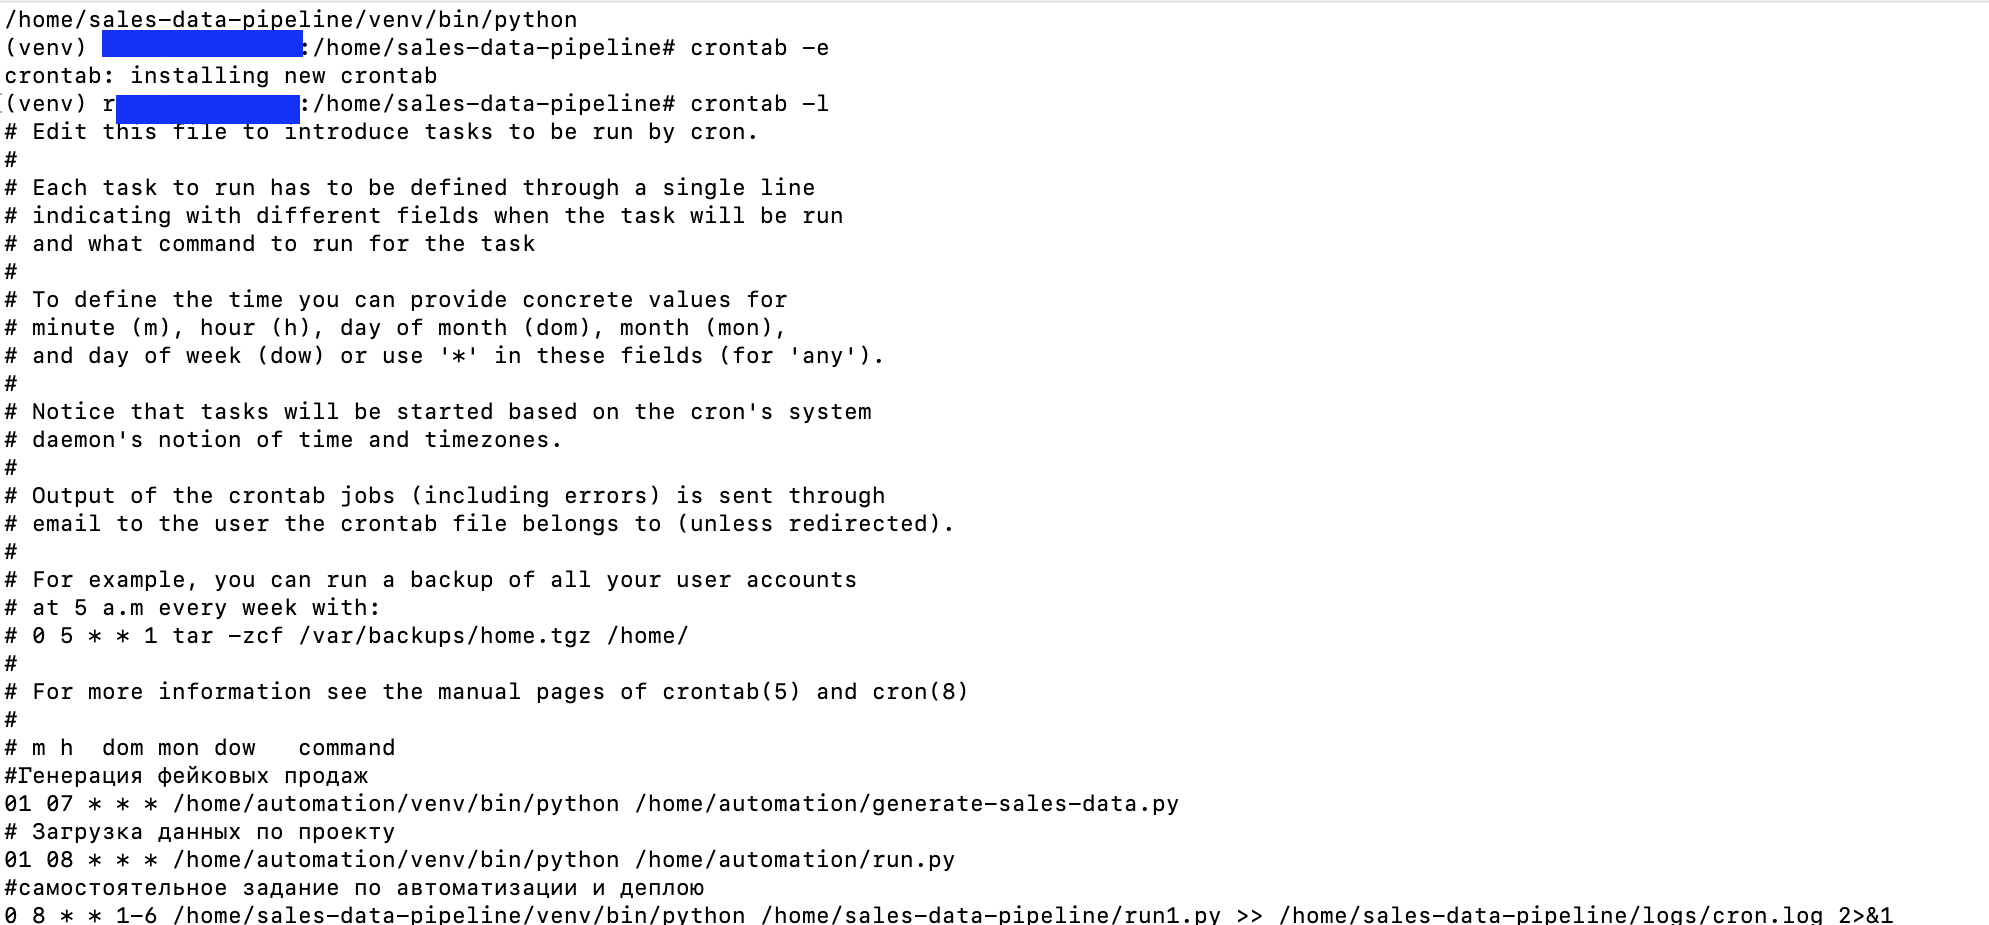 /home/sales-data-pipeline/venv/bin/python
(venv) :/home/sales-data-pipeline# crontab -e
crontab: installing new crontab
(venv) r:/home/sales-data-pipeline# crontab -l
# Edit this file to introduce tasks to be run by cron.
#
# Each task to run has to be defined through a single line
# indicating with different fields when the task will be run
# and what command to run for the task
#
# To define the time you can provide concrete values for
# minute (m), hour (h), day of month (dom), month (mon),
# and day of week (dow) or use '*' in these fields (for 'any').
#
# Notice that tasks will be started based on the cron's system
# daemon's notion of time and timezones.
#
# Output of the crontab jobs (including errors) is sent through
# email to the user the crontab file belongs to (unless redirected).
#
# For example, you can run a backup of all your user accounts
# at 5 a.m every week with:
# 0 5 * * 1 tar -zcf /var/backups/home.tgz /home/
#
# For more information see the manual pages of crontab(5) and cron(8)
#
# m h  dom mon dow   command
#Генерация фейковых продаж
01 07 * * * /home/automation/venv/bin/python /home/automation/generate-sales-data.py
# Загрузка данных по проекту
01 08 * * * /home/automation/venv/bin/python /home/automation/run.py
#самостоятельное задание по автоматизации и деплою
0 8 * * 1-6 /home/sales-data-pipeline/venv/bin/python /home/sales-data-pipeline/run1.py >> /home/sales-data-pipeline/logs/cron.log 2>&1